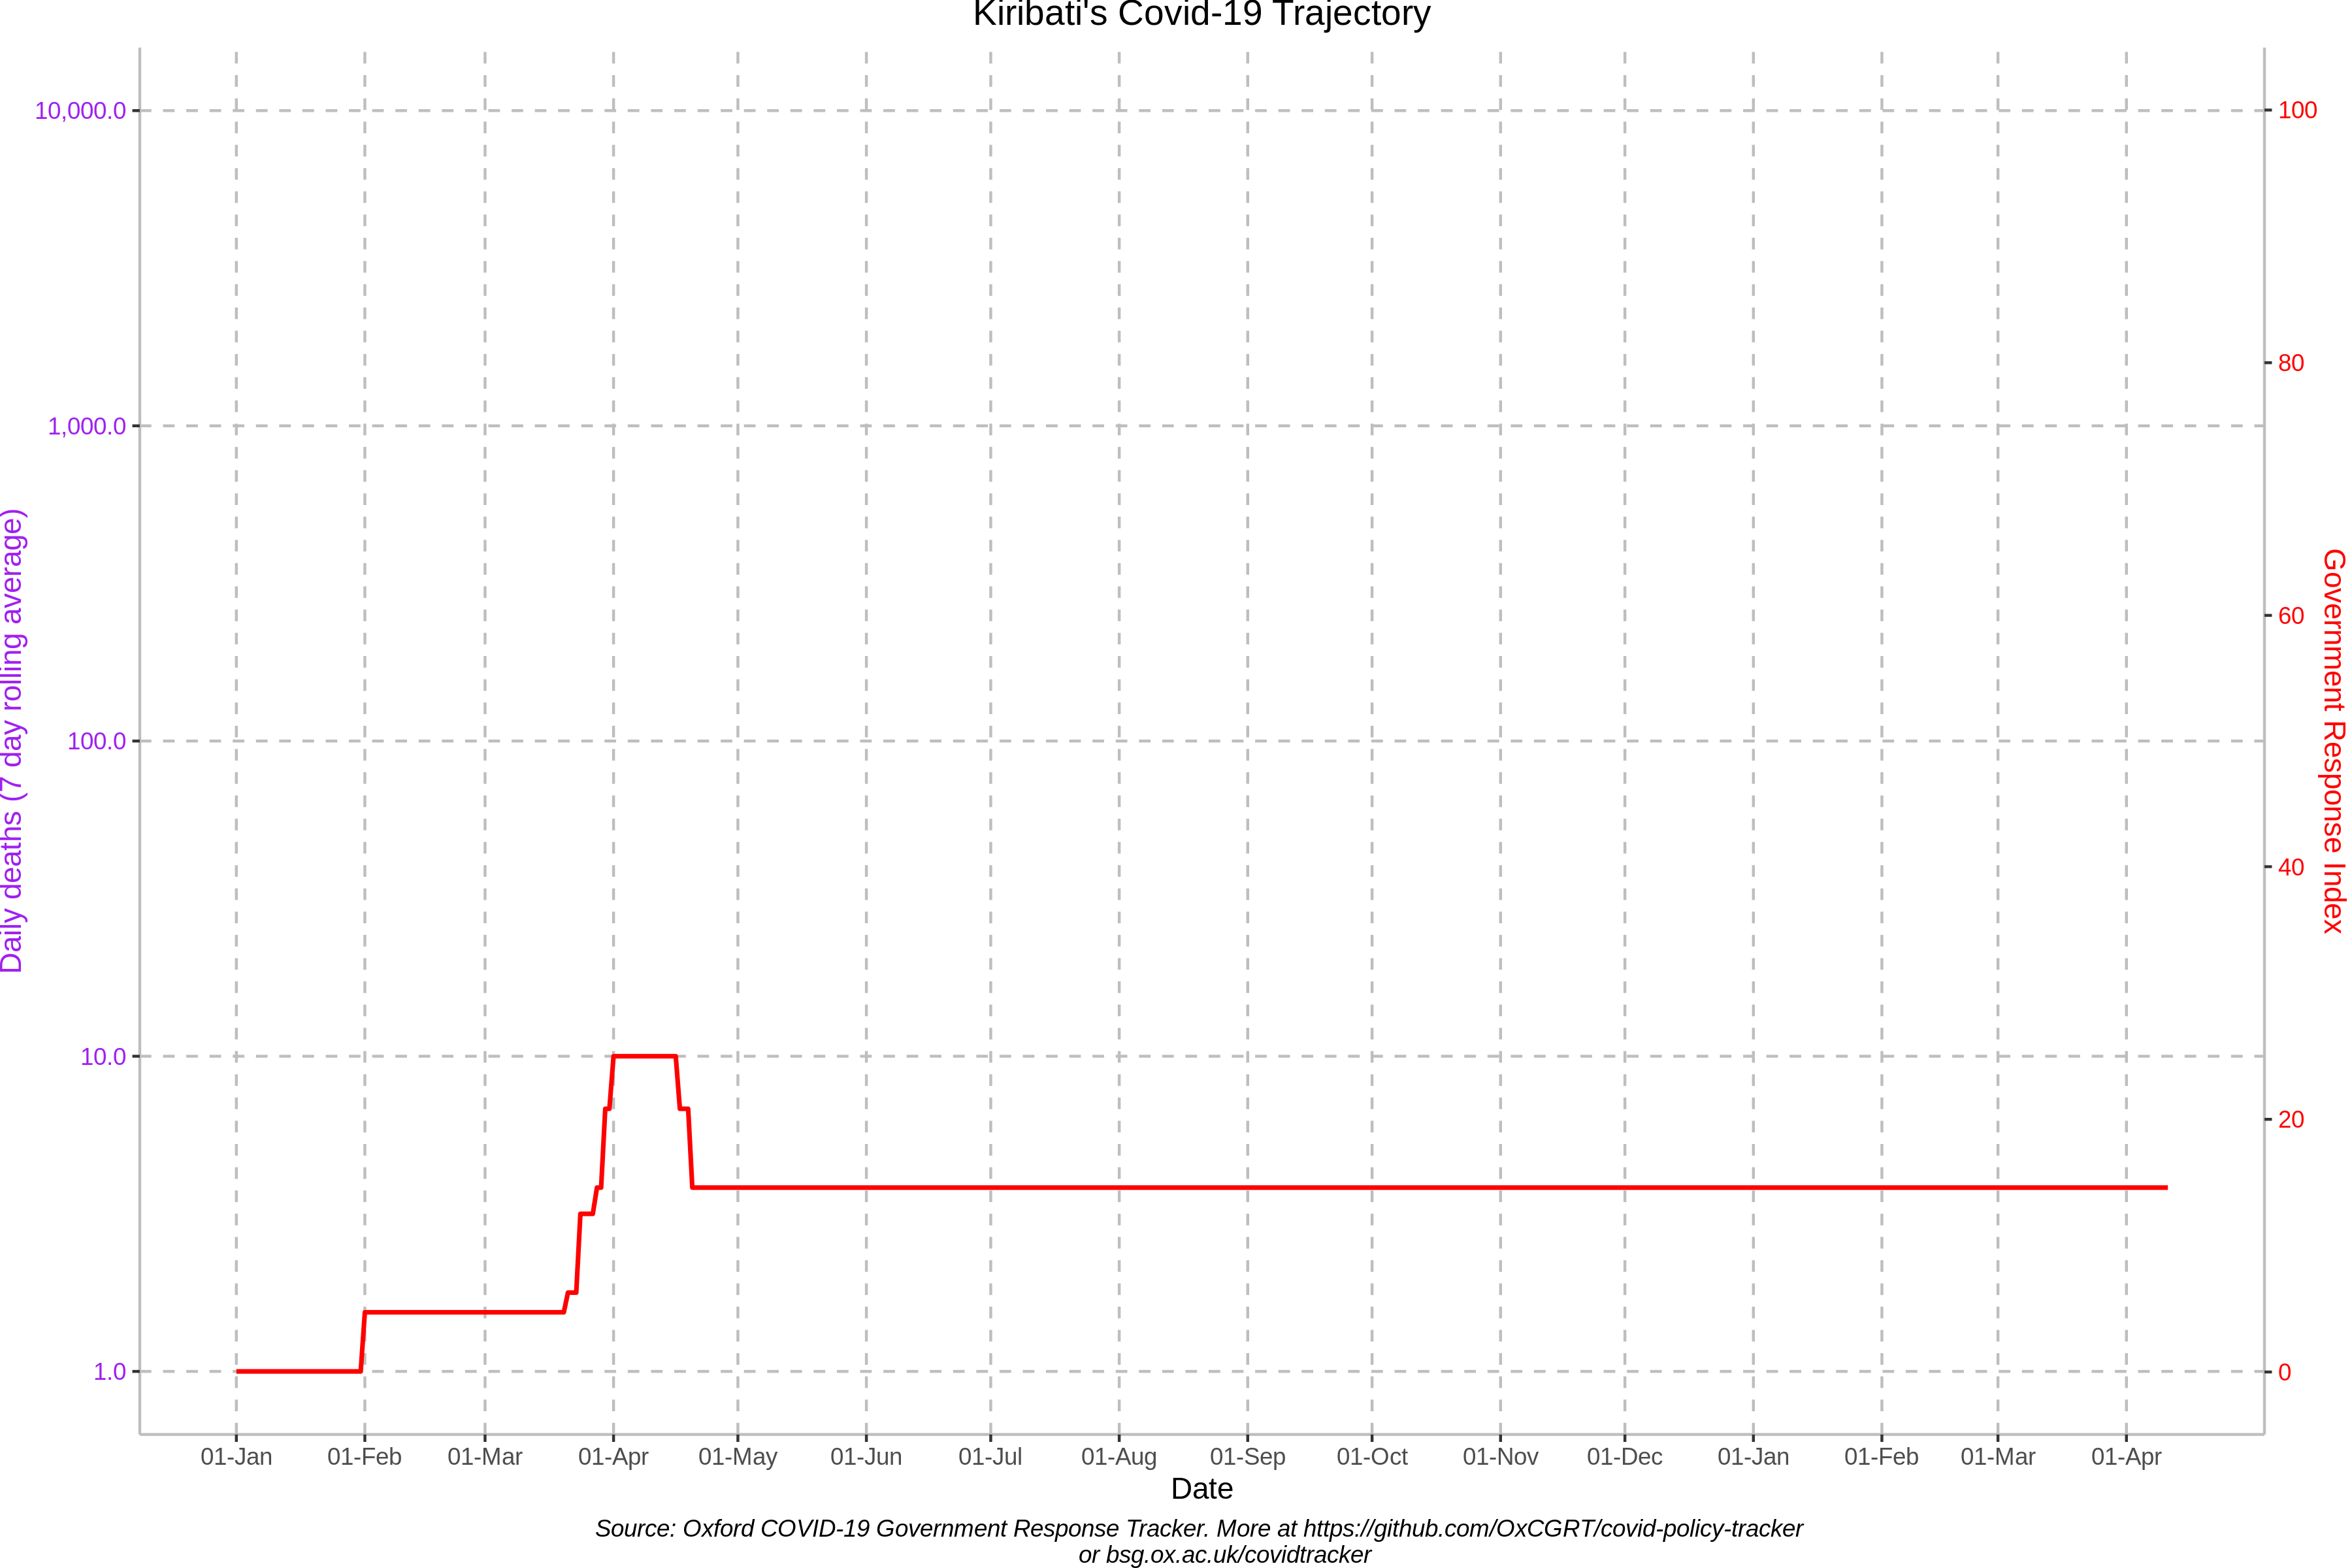 Kiribati's Covid-19 Trajectory
10,000.0
1,000.0
100.0
10.0
1.0
Daily deaths (7 day rolling average)
100
80
60
40
20
0
Government Response Index
01-Jan 01-Feb 01-Mar 01-Apr 01-May 01-Jun 01-Jul 01-Aug 01-Sep 01-Oct 01-Nov 01-Dec 01-Jan 01-Feb 01-Mar 01-Apr
Date
Source: Oxford COVID-19 Government Response Tracker. More at https://github.com/OxCGRT/covid-policy-tracker
or bsg.ox.ac.uk/covidtracker